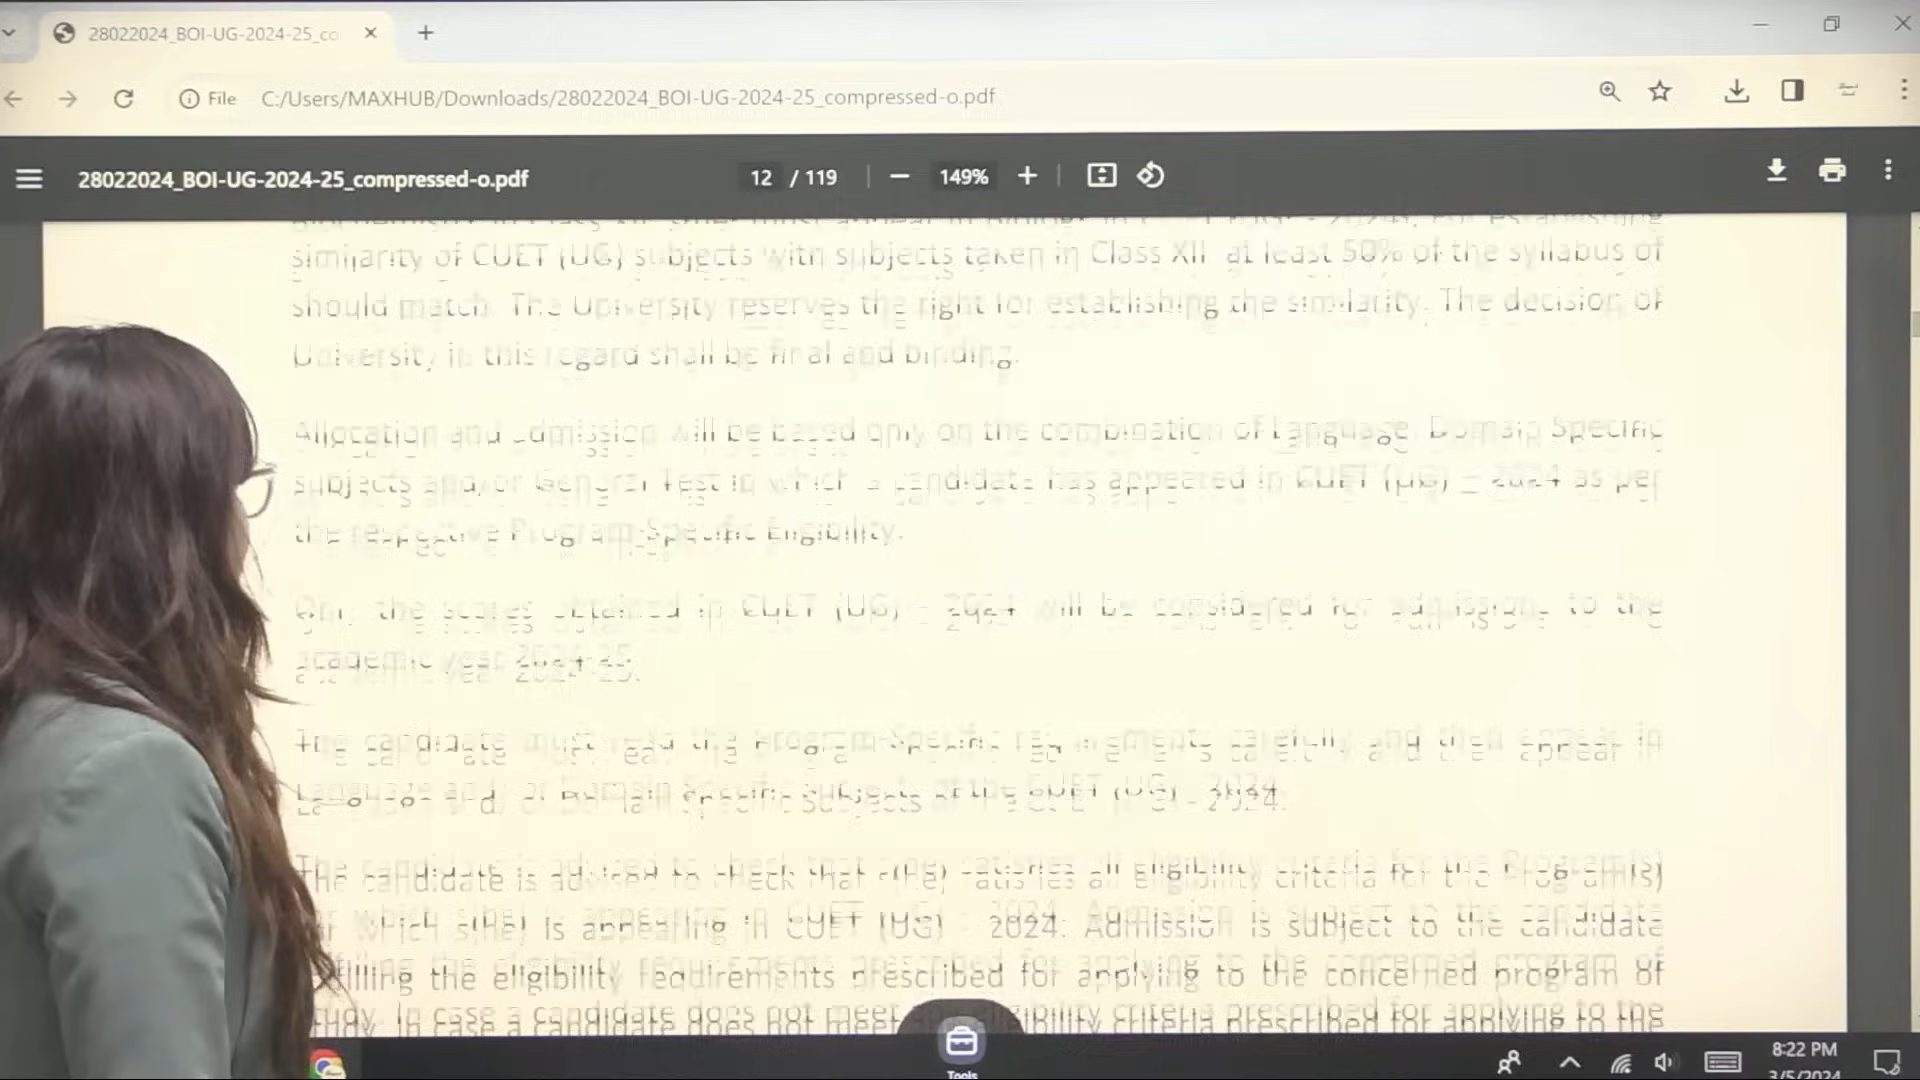 28022024_BOI-UG-2024-25_co
File C:/Users/MAXHUB/Downloads/28022024_BOI-UG-2024-25_compressed-o.pdf
28022024_BOI-UG-2024-25_compressed-o.pdf 12 / 119 149%
similarity of CUET (UG) subjects with subjects taken in Class XII at least 50% of the syllabus of
should match. The University reserves the right for establishing the similarity. The decision of
University in this regard shall be final and binding.
Allocation and admission will be based only on the combination of Language, Domain Specific
subjects and/or General Test in which a candidate has appeared in CUET (UG) – 2024 as per
the respective Program-Specific Eligibility.
Only the scores obtained in CUET (UG) – 2024 will be considered for admissions to the
academic year 2024-25.
The candidate must read the Program-Specific requirements carefully and then appear in
Language and/or Domain Specific Subjects at the CUET (UG) - 2024.
The candidate is advised to check that s(he) satisfies all eligibility criteria for the Program(s)
for which s(he) is appearing in CUET (UG) - 2024. Admission is subject to the candidate
filling the eligibility requirements prescribed for applying to the concerned program of
In case a candidate does not meet eligibility criteria prescribed for applying to the
Tools
8:22 PM
3/5/2024